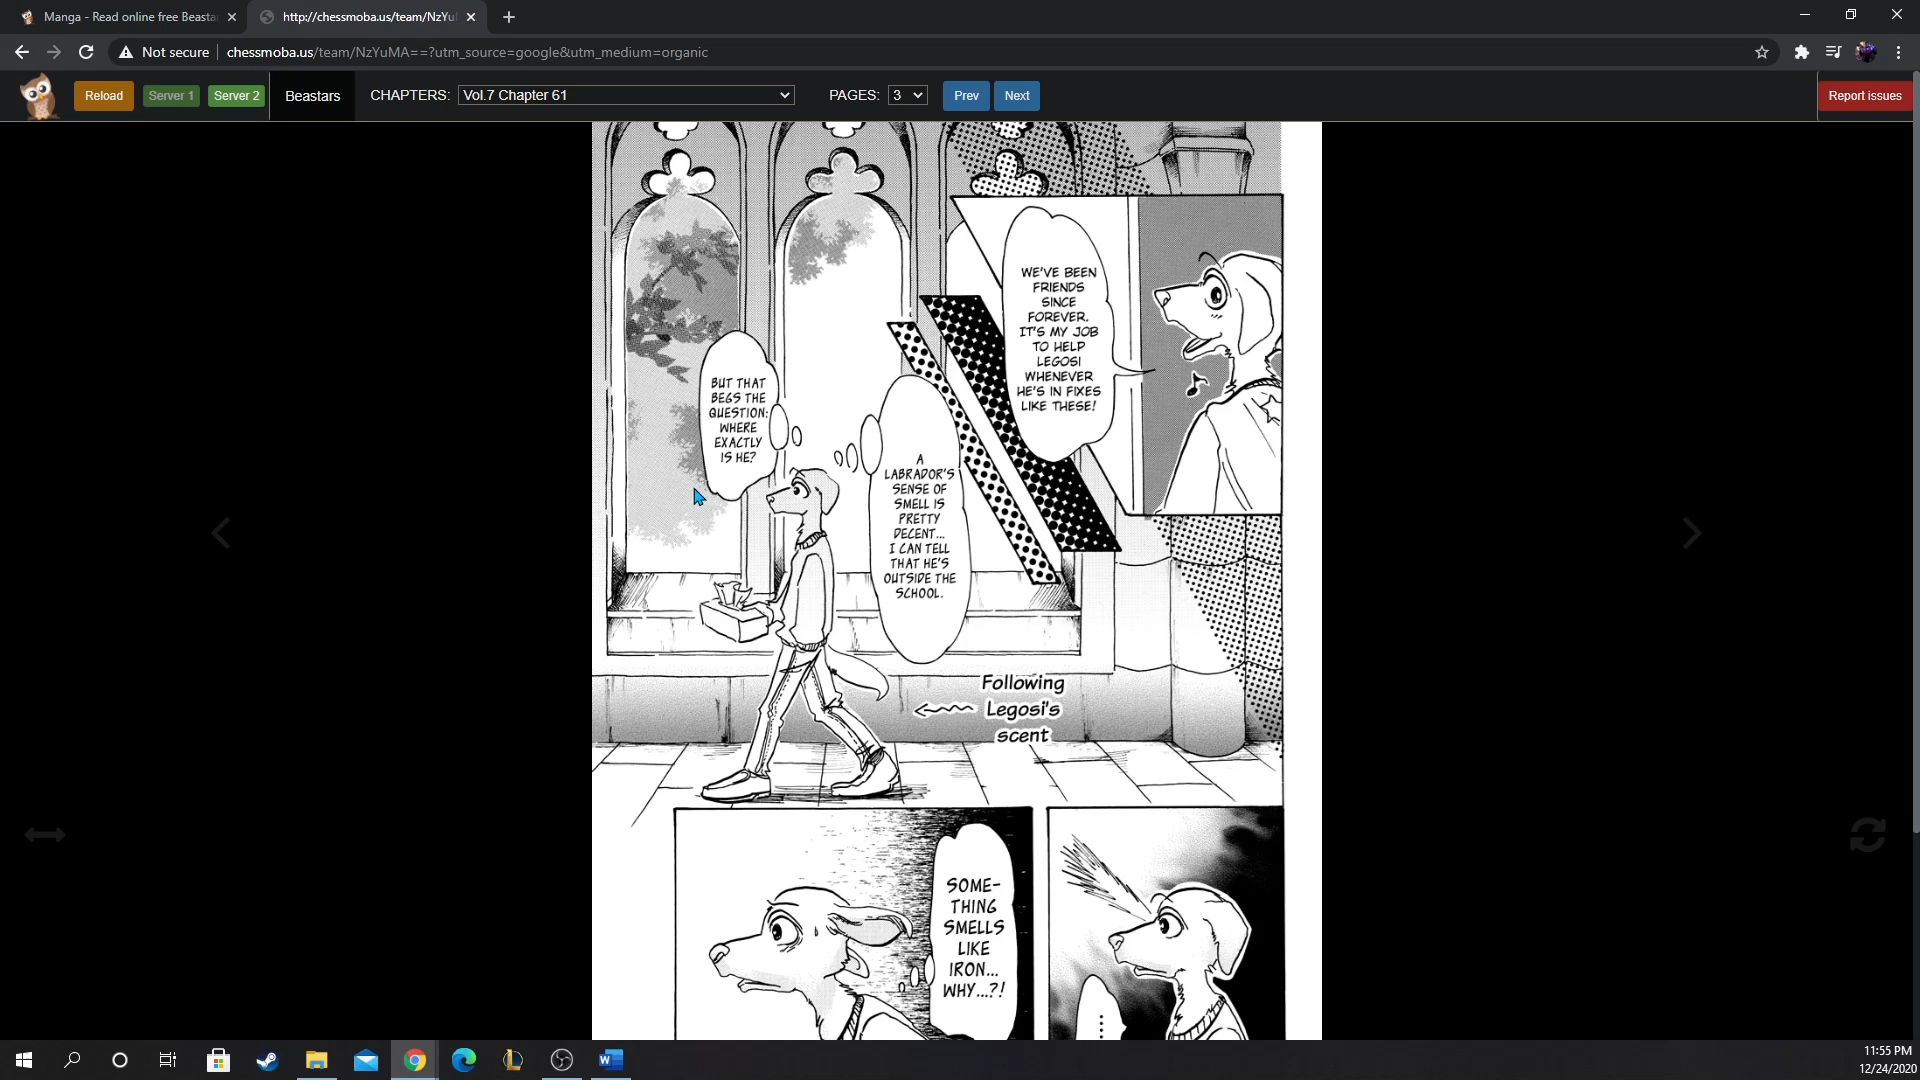 Manga - Read online free Beasta
http://chessmoba.us/team/NzYuI
Not secure
chessmoba.us/team/NzYuMA==?utm_source=google&utm_medium=organic
Reload
Server 1
Server 2
Beastars
CHAPTERS:
Vol.7 Chapter 61
PAGES:
3
Prev
Next
Report issues
WE'VE BEEN
FRIENDS
SINCE
FOREVER.
IT'S MY JOB
TO HELP
LEGOSI
WHENEVER
HE'S IN FIXES
LIKE THESE!
A
LABRADOR'S
SENSE OF
SMELL IS
PRETTY
DECENT...
I CAN TELL
THAT HE'S
OUTSIDE THE
SCHOOL.
BUT THAT
BEGS THE
QUESTION:
WHERE
EXACTLY
IS HE?
Following
Legosi's
scent
SOME-
THING
SMELLS
LIKE
IRON...
WHY...?!
11:55 PM
12/24/2020